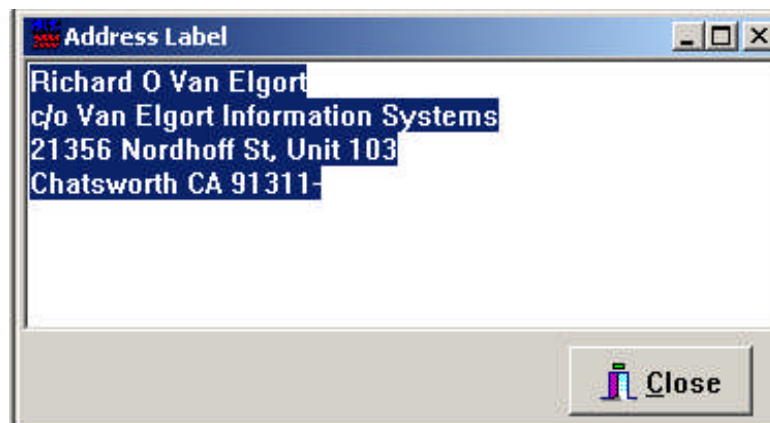 Address Label
Richard O Van Elgort
c/o Van Elgort Information Systems
21356 Nordhoff St, Unit 103
Chatsworth CA 91311-
Close